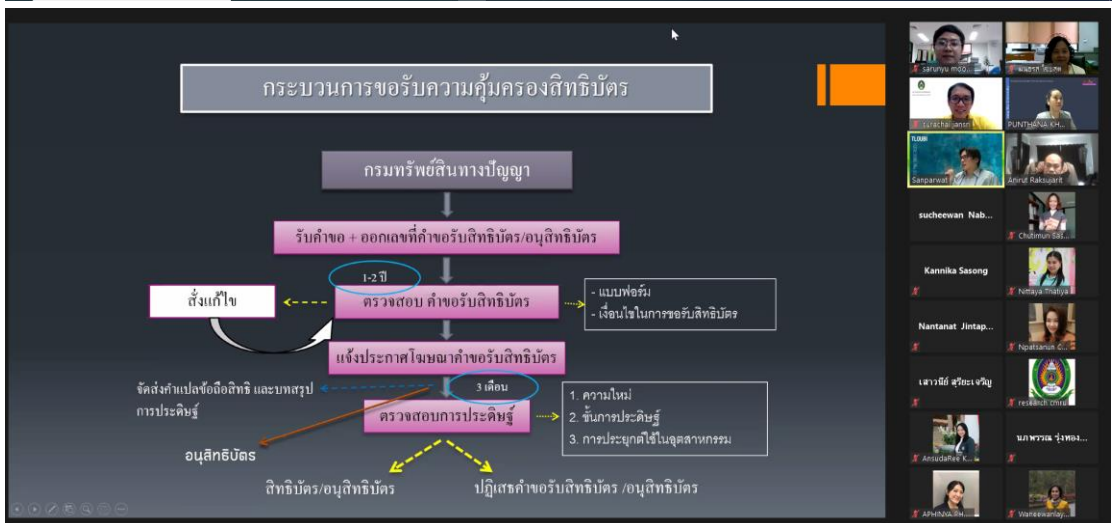 กระบวนการขอรับความคุ้มครองสิทธิบัตร
กรมทรัพย์สินทางปัญญา
รับคำขอ + ออกเลขที่คำขอรับสิทธิบัตร/อนุสิทธิบัตร
1-2 ปี
สั่งแก้ไข
ตรวจสอบ คำขอรับสิทธิบัตร
- แบบฟอร์ม
- เงื่อนไขในการขอรับสิทธิบัตร
แจ้งประกาศโฆษณาคำขอรับสิทธิบัตร
จัดส่งคำแปลข้อถือสิทธิ และบทสรุป
การประดิษฐ์
3 เดือน
ตรวจสอบการประดิษฐ์
1. ความใหม่
2. ขั้นการประดิษฐ์
3. การประยุกต์ใช้ในอุตสาหกรรม
อนุสิทธิบัตร
สิทธิบัตร/อนุสิทธิบัตร
ปฏิเสธคำขอรับสิทธิบัตร /อนุสิทธิบัตร
sarunyu moo...
surachai jansri
PUNTHANA KH...
TLOUBI
Sanparwat
Anirut Raksujarit
sucheewan Nab...
Chutimun Sas...
Kannika Sasong
Nittaya Thatiya
Nantanat Jintap...
Npatsanun C...
เสาวนีย์ สุริยะเจริญ
research cmru
AnsudaRee K...
นภพรรณ รุ่งทอง...
APHINYA PH...
Wareewanlay...